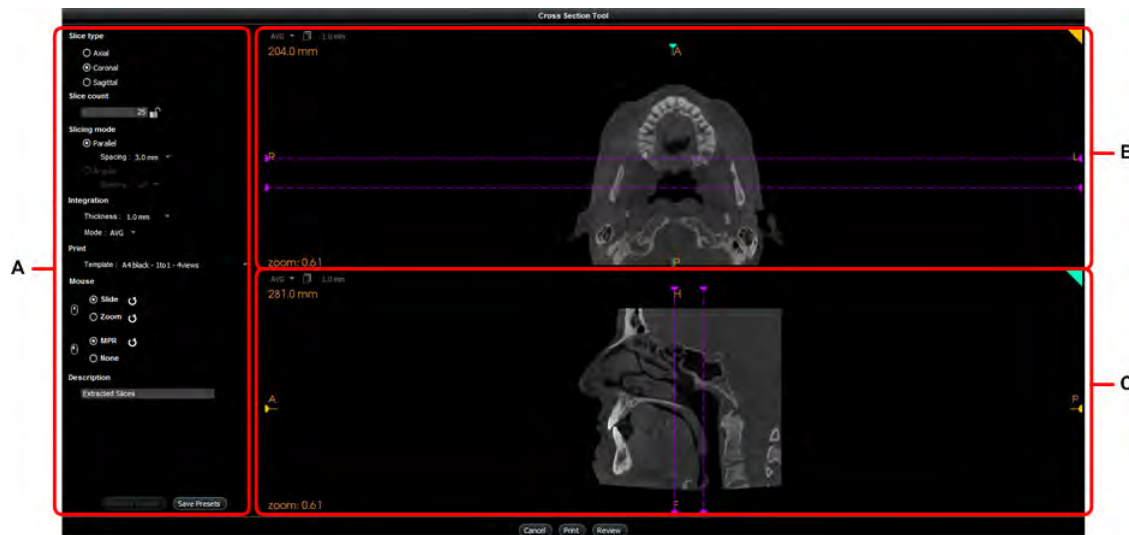 Cross Section Tool
Slice type
Axial
Coronal
Sagittal
Slice count
25
Slicing mode
Parallel
Spacing : 3.0 mm
Angular
Integration
Thickness : 1.0 mm
Mode : AVG
Print
Template : A4 black - 1to1 - 4views
Mouse
Slide
Zoom
MPR
None
Description
Extracted Slices
Save Presets
A
AVG 1.0 mm
204.0 mm
A
R L
zoom: 0.61
P
B
AVG 1.0 mm
281.0 mm
H
A P
zoom: 0.61
F
C
Cancel Print Review